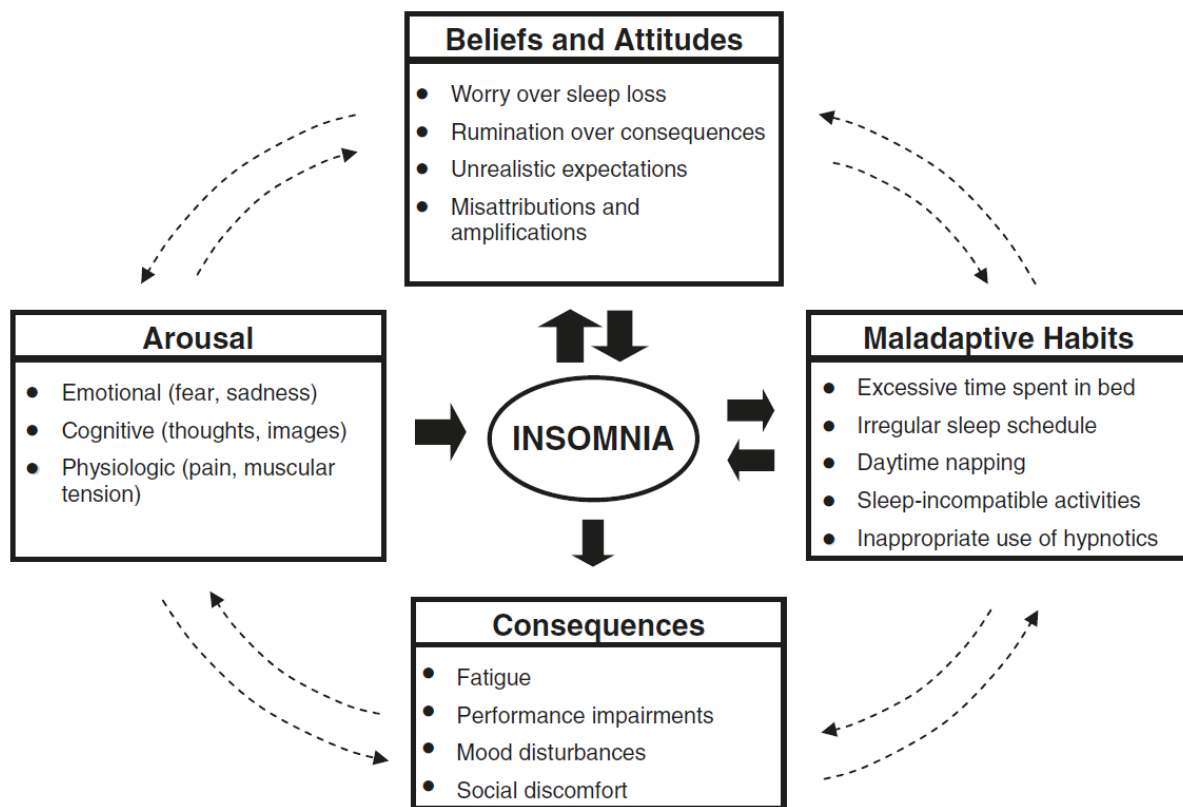 Beliefs and Attitudes
● Worry over sleep loss
● Rumination over consequences
● Unrealistic expectations
● Misattributions and
amplifications
Arousal
● Emotional (fear, sadness)
● Cognitive (thoughts, images)
● Physiologic (pain, muscular
tension)
INSOMNIA
Maladaptive Habits
● Excessive time spent in bed
● Irregular sleep schedule
● Daytime napping
● Sleep-incompatible activities
● Inappropriate use of hypnotics
Consequences
● Fatigue
● Performance impairments
● Mood disturbances
● Social discomfort